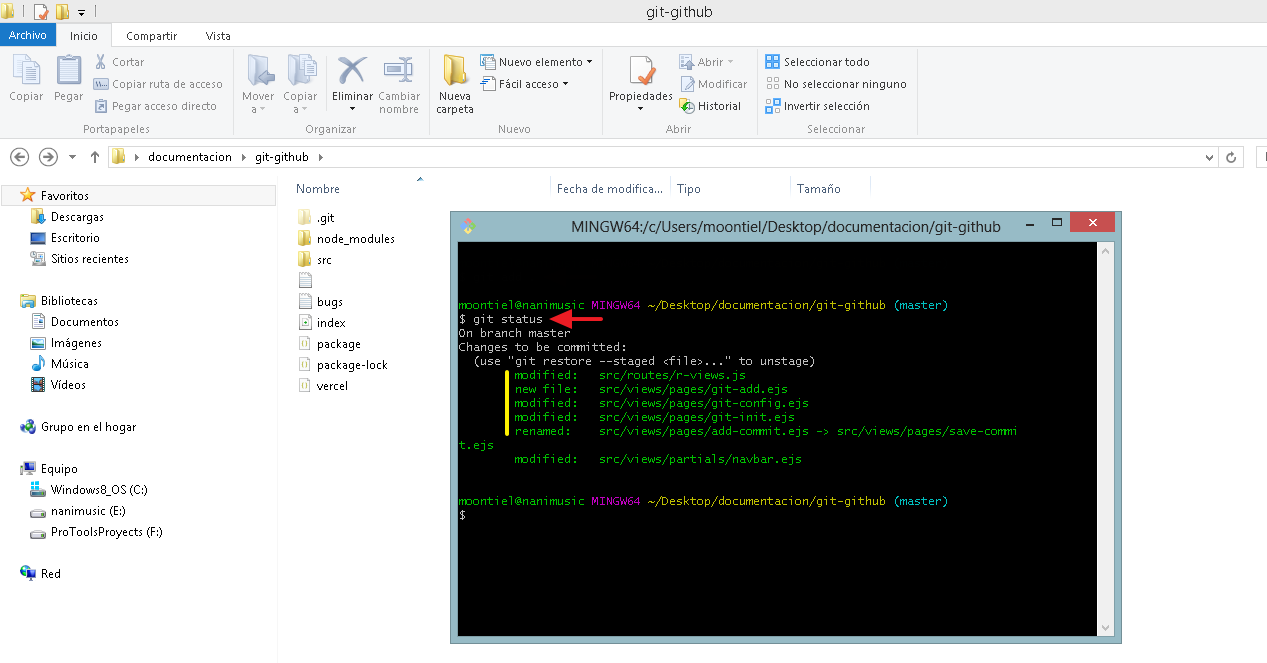 git-github
Archivo Inicio Compartir Vista
Copiar
Pegar
Cortar
Copiar ruta de acceso
Pegar acceso directo
Portapapeles
Mover
a
Copiar
a
Eliminar
Cambiar
nombre
Organizar
Nueva
carpeta
Nuevo elemento
Fácil acceso
Nuevo
Propiedades
Abrir
Modificar
Historial
Abrir
Seleccionar todo
No seleccionar ninguno
Invertir selección
Seleccionar
documentacion git-github
Favoritos
Descargas
Escritorio
Sitios recientes
Bibliotecas
Documentos
Imágenes
Música
Vídeos
Grupo en el hogar
Equipo
Windows8_OS (C:)
nanimusic (E:)
ProToolsProyects (F:)
Red
Nombre Fecha de modifica... Tipo Tamaño
.git
node_modules
src
bugs
index
package
package-lock
vercel
MINGW64:/c/Users/moontiel/Desktop/documentacion/git-github
moontiel@nanimusic MINGW64 ~/Desktop/documentacion/git-github (master)
$ git status
On branch master
Changes to be committed:
(use "git restore --staged <file>..." to unstage)
modified: src/routes/r-views.js
new file: src/views/pages/git-add.ejs
modified: src/views/pages/git-config.ejs
modified: src/views/pages/git-init.ejs
renamed: src/views/pages/add-commit.ejs -> src/views/pages/save-commi
t.ejs
modified: src/views/partials/navbar.ejs
moontiel@nanimusic MINGW64 ~/Desktop/documentacion/git-github (master)
$